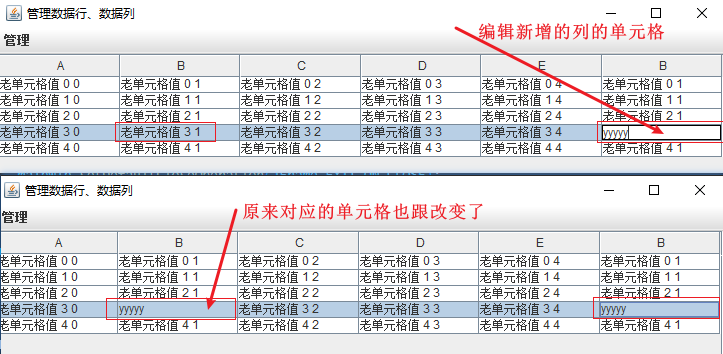 管理数据行、数据列
编辑新增的列的单元格
管理
A B C D E B
老单元格值 0 0 老单元格值 0 1 老单元格值 0 2 老单元格值 0 3 老单元格值 0 4 老单元格值 0 1
老单元格值 1 0 老单元格值 1 1 老单元格值 1 2 老单元格值 1 3 老单元格值 1 4 老单元格值 1 1
老单元格值 2 0 老单元格值 2 1 老单元格值 2 2 老单元格值 2 3 老单元格值 2 4 老单元格值 2 1
老单元格值 3 0 老单元格值 3 1 老单元格值 3 2 老单元格值 3 3 老单元格值 3 4 yyyyy
老单元格值 4 0 老单元格值 4 1 老单元格值 4 2 老单元格值 4 3 老单元格值 4 4 老单元格值 4 1
管理数据行、数据列
管理
原来对应的单元格也跟改变了
A B C D E B
老单元格值 0 0 老单元格值 0 1 老单元格值 0 2 老单元格值 0 3 老单元格值 0 4 老单元格值 0 1
老单元格值 1 0 老单元格值 1 1 老单元格值 1 2 老单元格值 1 3 老单元格值 1 4 老单元格值 1 1
老单元格值 2 0 老单元格值 2 1 老单元格值 2 2 老单元格值 2 3 老单元格值 2 4 老单元格值 2 1
老单元格值 3 0 yyyyy 老单元格值 3 2 老单元格值 3 3 老单元格值 3 4 yyyyy
老单元格值 4 0 老单元格值 4 1 老单元格值 4 2 老单元格值 4 3 老单元格值 4 4 老单元格值 4 1